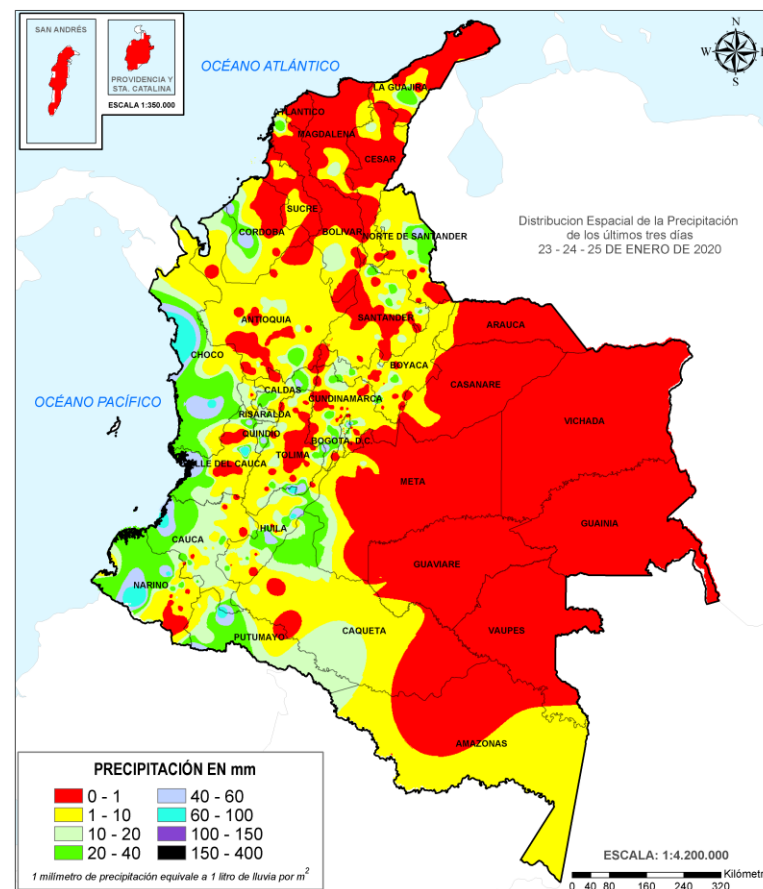 SAN ANDRÉS
PROVIDENCIA Y
STA. CATALINA
ESCALA 1:350.000
OCÉANO ATLÁNTICO
N
W
E
S
LA GUAJIRA
ATLANTICO
MAGDALENA
CESAR
SUCRE
CORDOBA
BOLIVAR
NORTE DE SANTANDER
Distribucion Espacial de la Precipitación
de los últimos tres días
23 - 24 - 25 DE ENERO DE 2020
ANTIOQUIA
SANTANDER
ARAUCA
CHOCO
BOYACA
CASANARE
OCÉANO PACÍFICO
CALDAS
CUNDINAMARCA
RISARALDA
VICHADA
QUINDIO
BOGOTA, D.C.
TOLIMA
VALLE DEL CAUCA
META
GUAINIA
HUILA
CAUCA
GUAVIARE
NARINO
CAQUETA
VAUPES
PUTUMAYO
AMAZONAS
PRECIPITACIÓN EN mm
0 - 1
40 - 60
1 - 10
60 - 100
10 - 20
100 - 150
20 - 40
150 - 400
1 milímetro de precipitación equivale a 1 litro de lluvia por m2
ESCALA: 1:4.200.000
Kilómetr
0 40 80 160 240 320